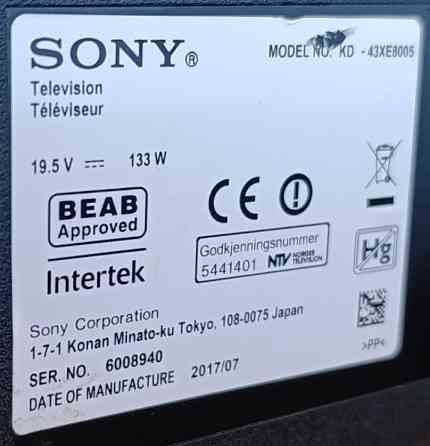 SONY®
MODEL NO. KD - 43XE8005
Television
Téléviseur
19.5 V ⎓ 133 W
BEAB
Approved
Intertek
CE
Godkjenningsnummer
5441401 NTV NORGES TELEVISION
Hg
Sony Corporation
1-7-1 Konan Minato-ku Tokyo, 108-0075 Japan
SER. NO. 6008940
DATE OF MANUFACTURE 2017/07
>PP<